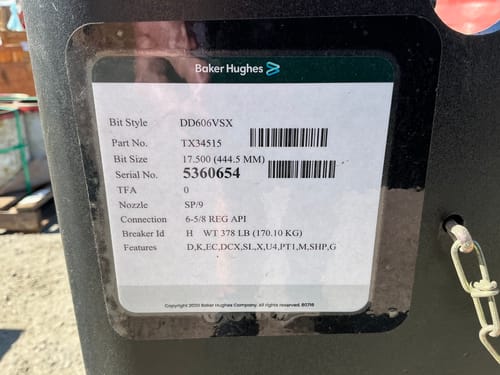 Baker Hughes
Bit Style DD606VSX
Part No. TX34515
Bit Size 17.500 (444.5 MM)
Serial No. 5360654
TFA 0
Nozzle SP/9
Connection 6-5/8 REG API
Breaker Id H WT 378 LB (170.10 KG)
Features D,K,EC,DCX,SL,X,U4,PT1,M,SHP,G
Copyright 2020 Baker Hughes Company. All rights reserved. 80718